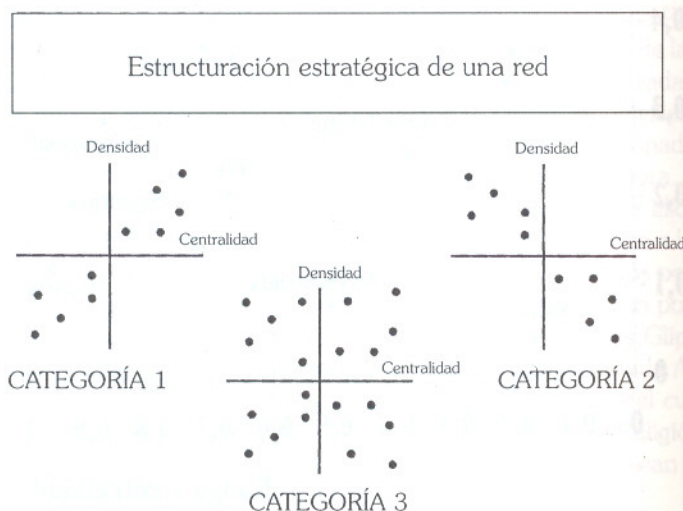 Estructuración estratégica de una red
Densidad
Centralidad
CATEGORÍA 1
Densidad
Centralidad
CATEGORÍA 2
Densidad
Centralidad
CATEGORÍA 3